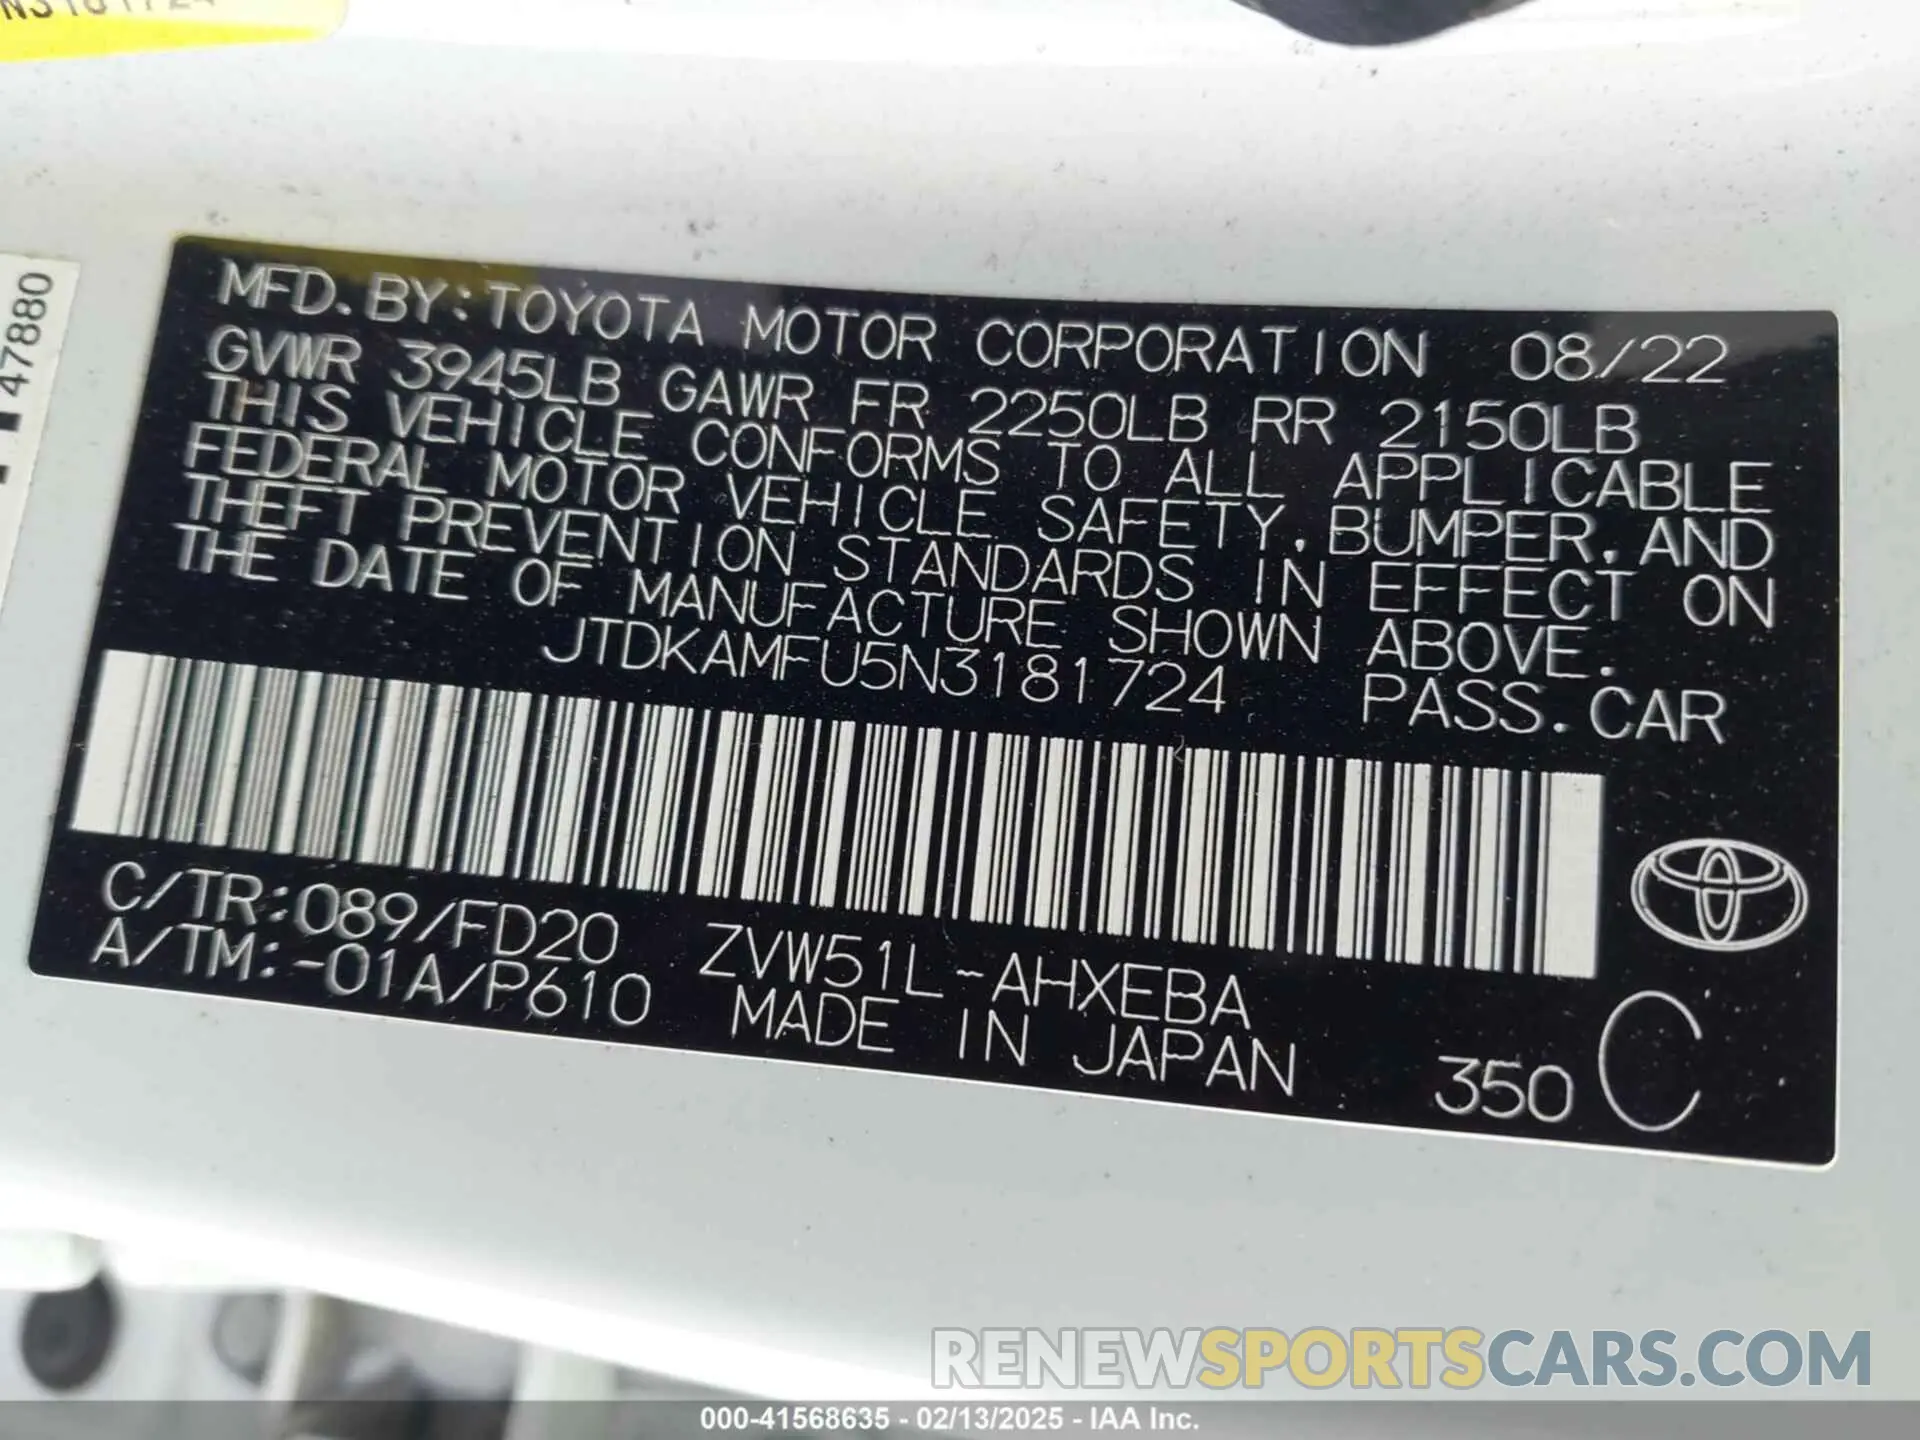 47880
MFD. BY: TOYOTA MOTOR CORPORATION 08/22
GVWR 3945LB GAWR FR 2250LB RR 2150LB
THIS VEHICLE CONFORMS TO ALL APPLICABLE
FEDERAL MOTOR VEHICLE SAFETY, BUMPER, AND
THEFT PREVENTION STANDARDS IN EFFECT ON
THE DATE OF MANUFACTURE SHOWN ABOVE.
JTDKAMFU5N3181724 PASS. CAR
C/TR: 089/FD20 ZVW51L-AHXEBA
A/TM: -01A/P610 MADE IN JAPAN 350 C
RENEWSPORTSCARS.COM
000-41568635 - 02/13/2025 - IAA Inc.